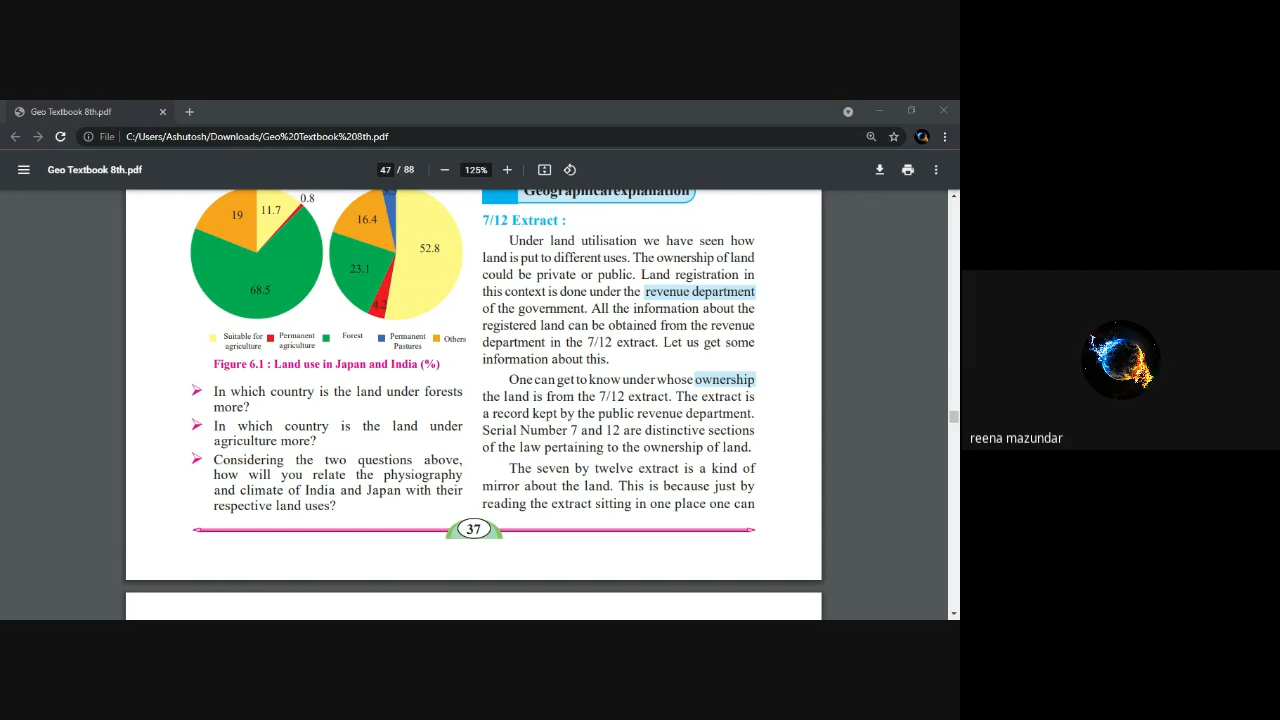 Geo Textbook 8th.pdf
File
C:/Users/Ashutosh/Downloads/Geo%20Textbook%208th.pdf
Geo Textbook 8th.pdf
47 / 88
125%
19
11.7
0.8
68.5
16.4
52.8
23.1
4.2
Suitable for agriculture
Permanent agriculture
Forest
Permanent Pastures
Others
Figure 6.1 : Land use in Japan and India (%)
In which country is the land under forests
more?
In which country is the land under
agriculture more?
Considering the two questions above,
how will you relate the physiography
and climate of India and Japan with their
respective land uses?
Geographical explanation
7/12 Extract :
Under land utilisation we have seen how
land is put to different uses. The ownership of land
could be private or public. Land registration in
this context is done under the revenue department
of the government. All the information about the
registered land can be obtained from the revenue
department in the 7/12 extract. Let us get some
information about this.
One can get to know under whose ownership
the land is from the 7/12 extract. The extract is
a record kept by the public revenue department.
Serial Number 7 and 12 are distinctive sections
of the law pertaining to the ownership of land.
The seven by twelve extract is a kind of
mirror about the land. This is because just by
reading the extract sitting in one place one can
37
reena mazundar